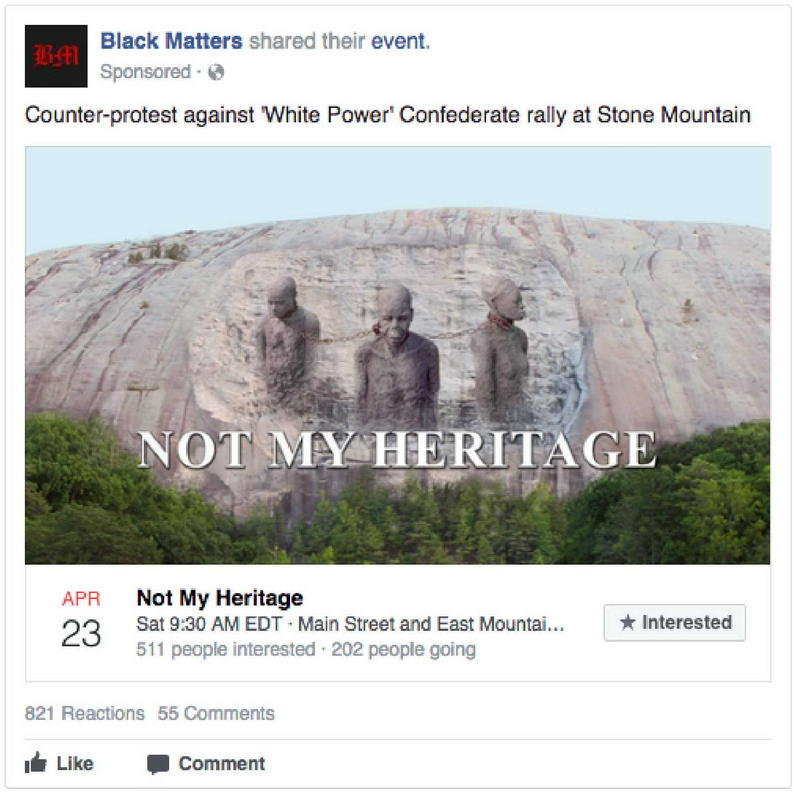 BM
Black Matters shared their event.
Sponsored ·
Counter-protest against 'White Power' Confederate rally at Stone Mountain
NOT MY HERITAGE
APR
23
Not My Heritage
Sat 9:30 AM EDT · Main Street and East Mountai...
511 people interested · 202 people going
★ Interested
821 Reactions 55 Comments
Like Comment